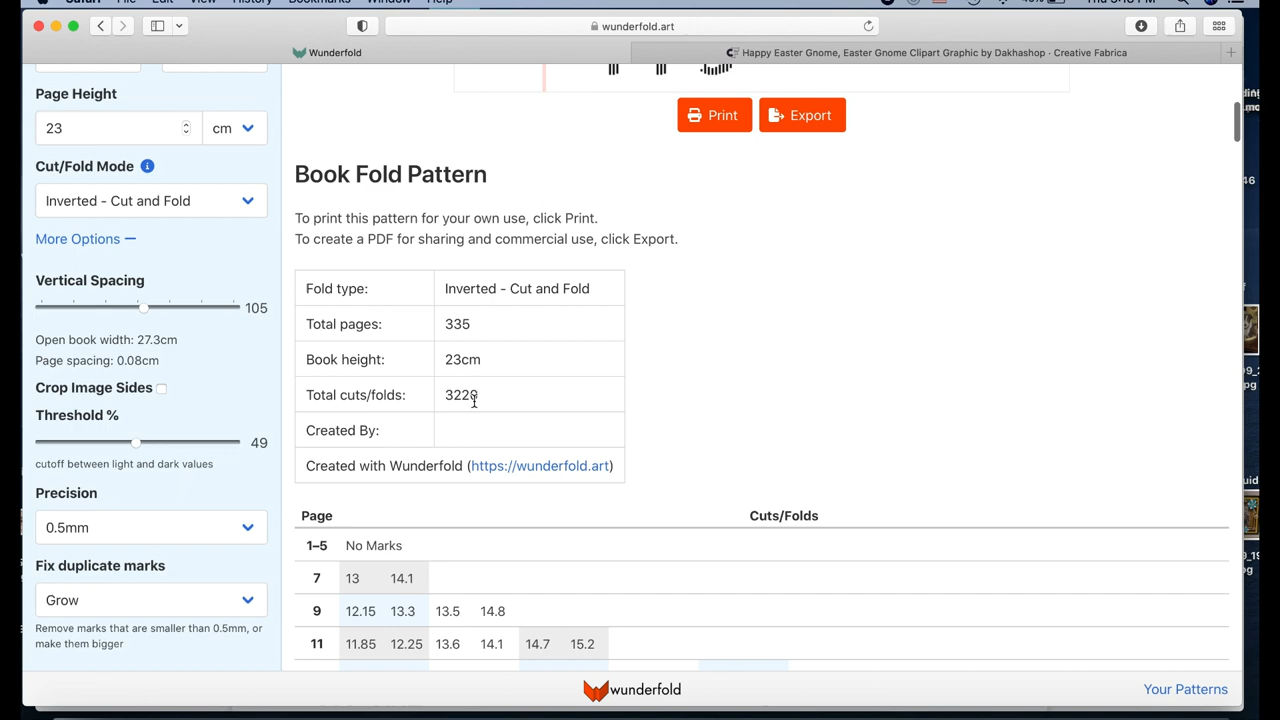 wunderfold.art
Wunderfold
Happy Easter Gnome, Easter Gnome Clipart Graphic by Dakhashop · Creative Fabrica
Page Height
23
cm
Cut/Fold Mode
Inverted - Cut and Fold
More Options
Vertical Spacing
105
Open book width: 27.3cm
Page spacing: 0.08cm
Crop Image Sides
Threshold %
49
cutoff between light and dark values
Precision
0.5mm
Fix duplicate marks
Grow
Remove marks that are smaller than 0.5mm, or
make them bigger
Print
Export
Book Fold Pattern
To print this pattern for your own use, click Print.
To create a PDF for sharing and commercial use, click Export.
Fold type: Inverted - Cut and Fold
Total pages: 335
Book height: 23cm
Total cuts/folds:
Created By:
Created with Wunderfold (https://wunderfold.art)
Page Cuts/Folds
1–5 No Marks
7 13 14.1
9 12.15 13.3 13.5 14.8
11 11.85 12.25 13.6 14.1 14.7 15.2
wunderfold
Your Patterns